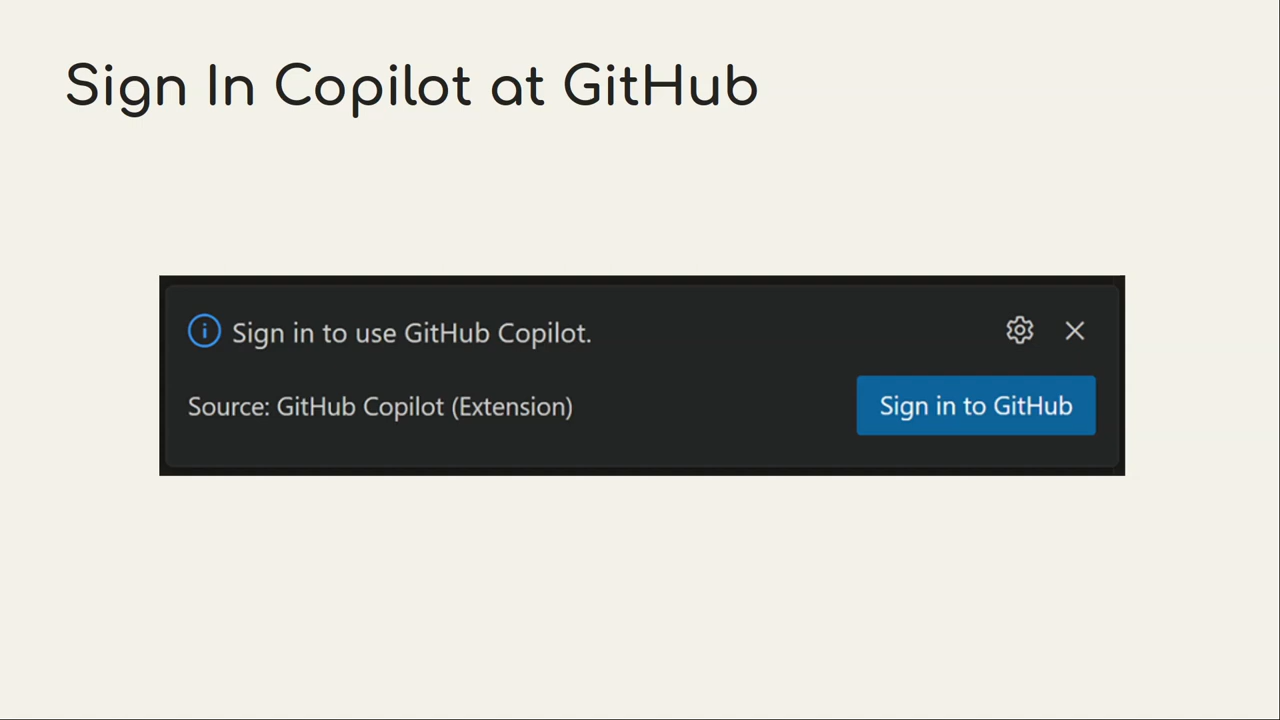 Sign In Copilot at GitHub
Sign in to use GitHub Copilot.
Source: GitHub Copilot (Extension)
Sign in to GitHub